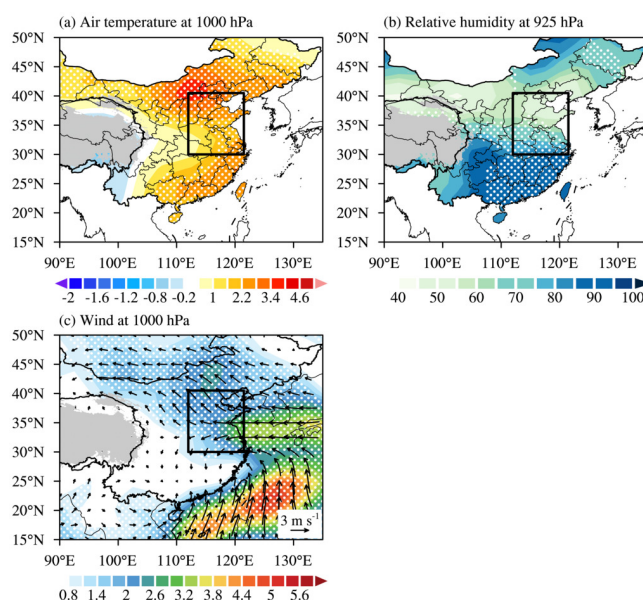 (a) Air temperature at 1000 hPa
50°N
45°N
40°N
35°N
30°N
25°N
20°N
15°N
90°E 100°E 110°E 120°E 130°E
-2 -1.6 -1.2 -0.8 -0.2 1 2.2 3.4 4.6
(b) Relative humidity at 925 hPa
50°N
45°N
40°N
35°N
30°N
25°N
20°N
15°N
90°E 100°E 110°E 120°E 130°E
40 50 60 70 80 90 100
(c) Wind at 1000 hPa
50°N
45°N
40°N
35°N
30°N
25°N
20°N
15°N
3 m s⁻¹
90°E 100°E 110°E 120°E 130°E
0.8 1.4 2 2.6 3.2 3.8 4.4 5 5.6